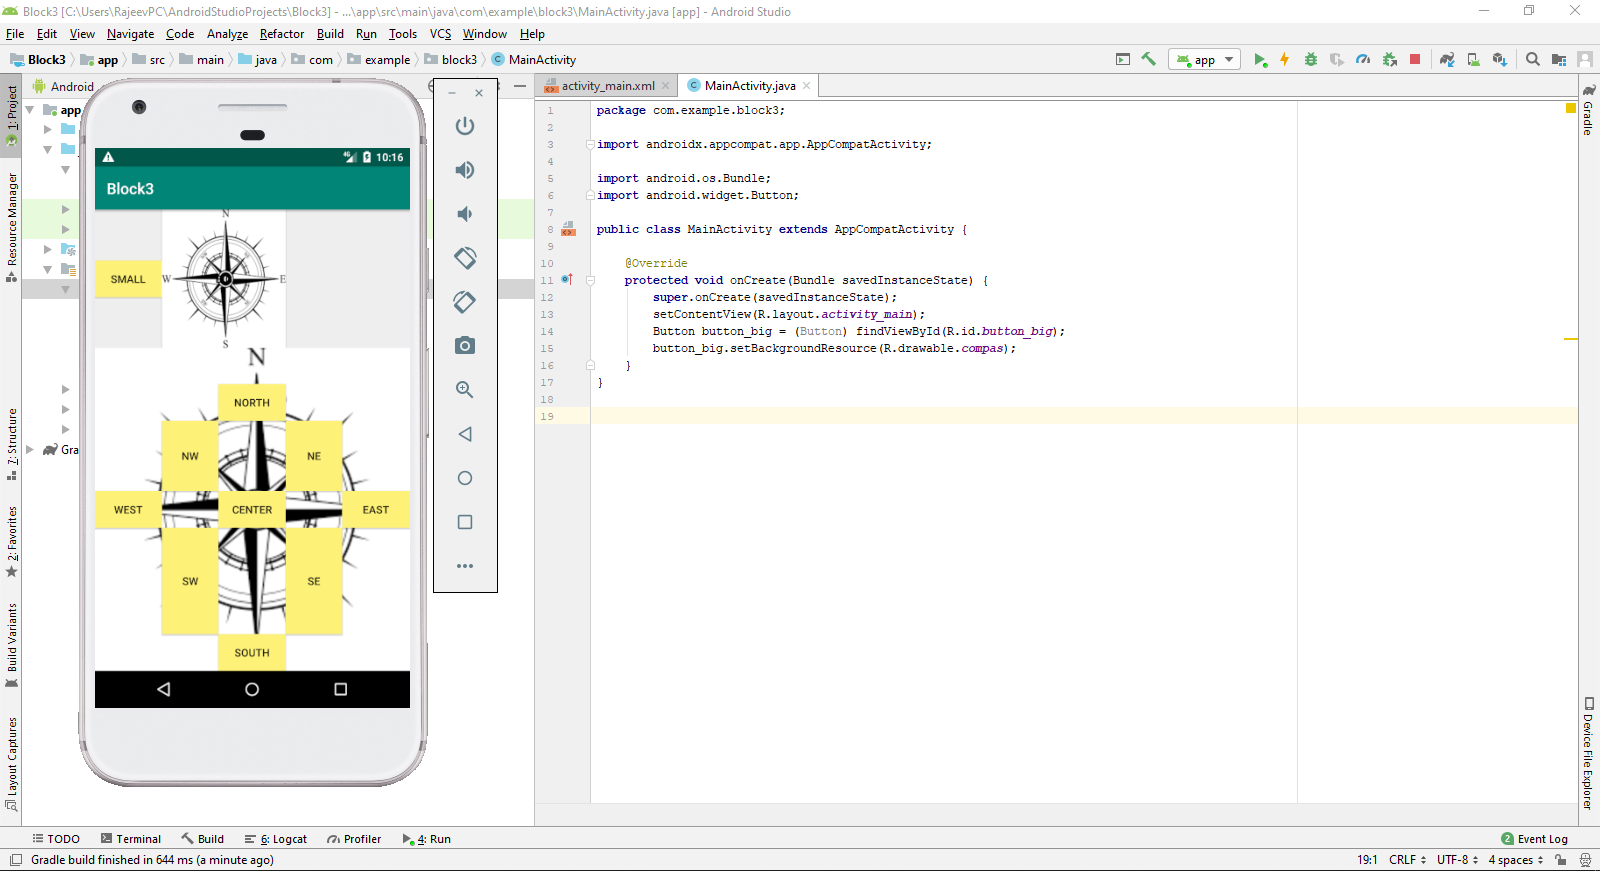 Block3 [C:\Users\RajeevPC\AndroidStudioProjects\Block3] - ...\app\src\main\java\com\example\block3\MainActivity.java [app] - Android Studio
File Edit View Navigate Code Analyze Refactor Build Run Tools VCS Window Help
Block3 app src main java com example block3 MainActivity app
1: Project
Resource Manager
7: Structure
2: Favorites
Build Variants
Layout Captures
Android
app
Gra
10:16
Block3
N
SMALL W E
S
N
NORTH
NW NE
WEST CENTER EAST
SW SE
SOUTH
activity_main.xml MainActivity.java
1 package com.example.block3;
2
3 import androidx.appcompat.app.AppCompatActivity;
4
5 import android.os.Bundle;
6 import android.widget.Button;
7
8 public class MainActivity extends AppCompatActivity {
9
10 @Override
11 protected void onCreate(Bundle savedInstanceState) {
12 super.onCreate(savedInstanceState);
13 setContentView(R.layout.activity_main);
14 Button button_big = (Button) findViewById(R.id.button_big);
15 button_big.setBackgroundResource(R.drawable.compas);
16 }
17 }
18
19
Gradle
Device File Explorer
TODO Terminal Build 6: Logcat Profiler 4: Run 2 Event Log
Gradle build finished in 644 ms (a minute ago) 19:1 CRLF UTF-8 4 spaces